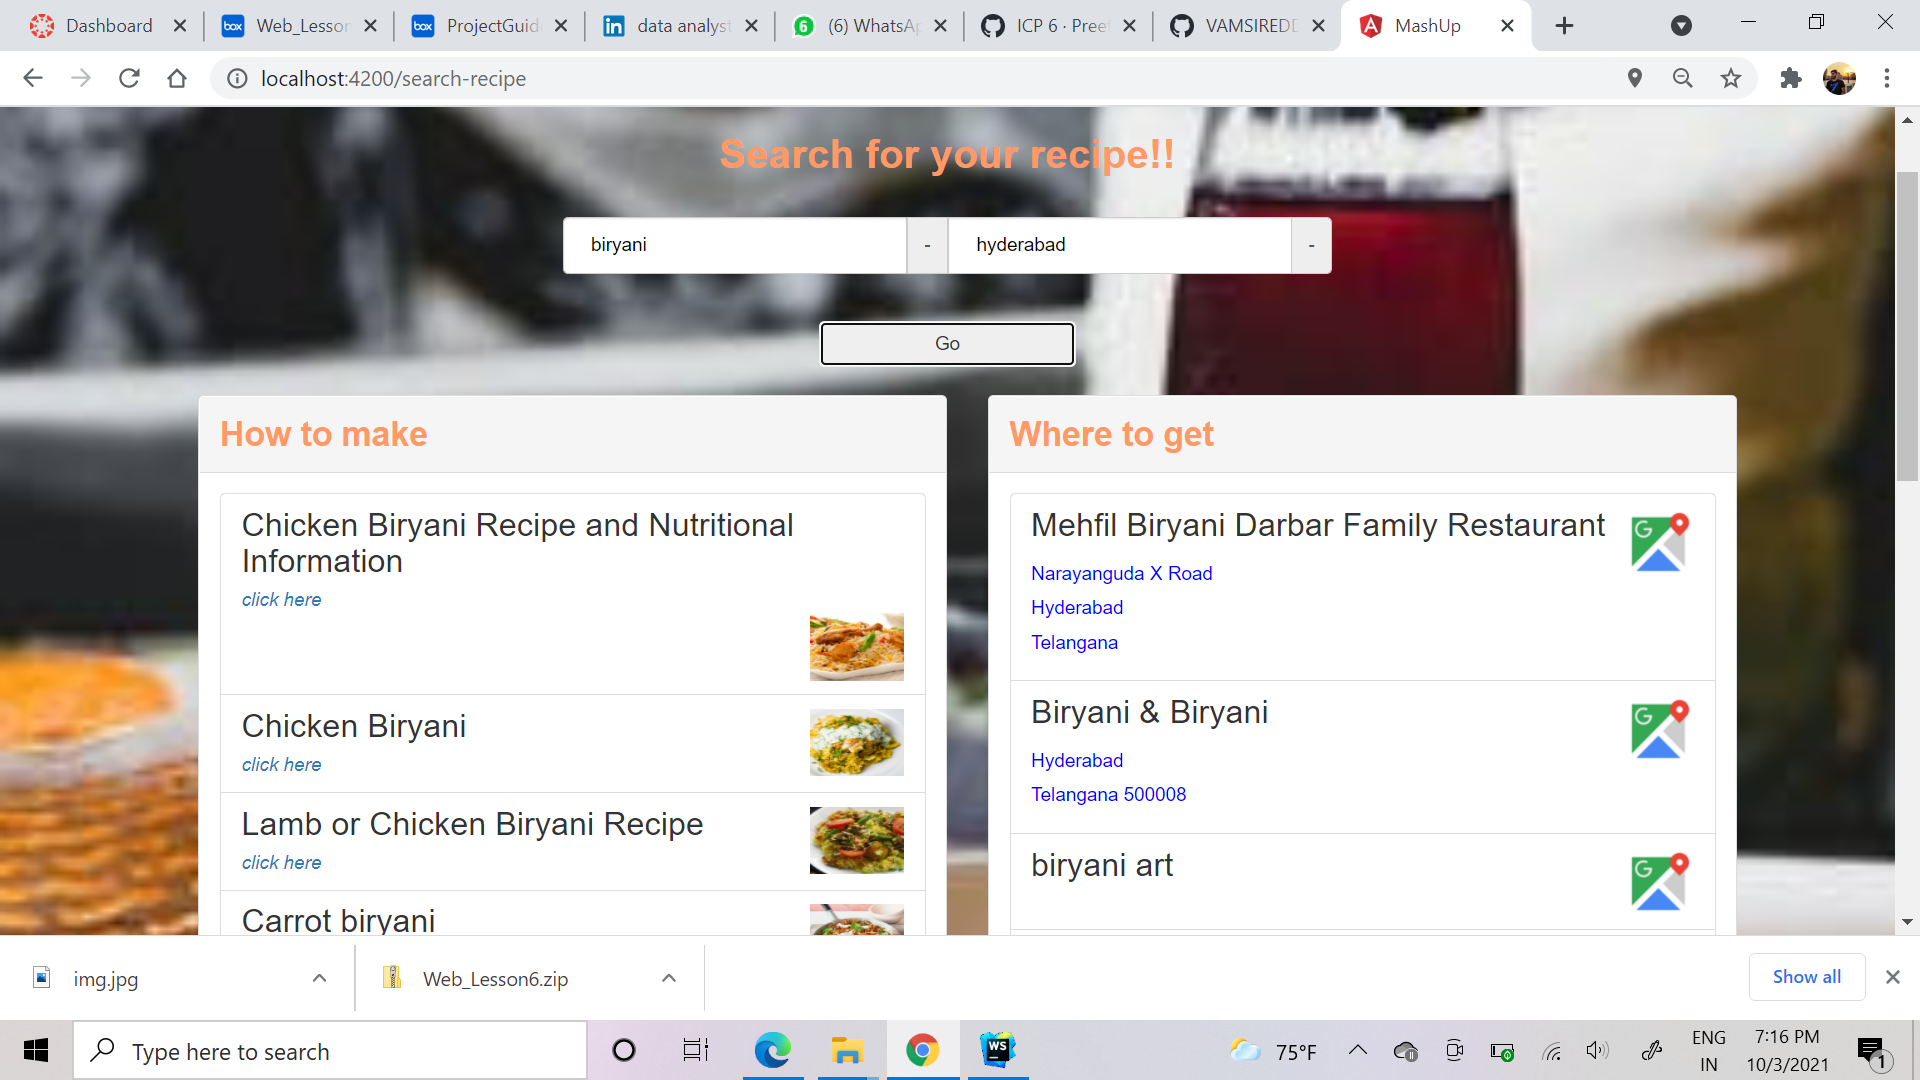 Dashboard
Web_Lesson
ProjectGuid
data analyst
(6) WhatsAp
ICP 6 · Preet
VAMSIREDD
MashUp
localhost:4200/search-recipe
Search for your recipe!!
biryani - hyderabad -
Go
How to make
Chicken Biryani Recipe and Nutritional
Information
click here
Chicken Biryani
click here
Lamb or Chicken Biryani Recipe
click here
Carrot biryani
Where to get
Mehfil Biryani Darbar Family Restaurant
Narayanguda X Road
Hyderabad
Telangana
Biryani & Biryani
Hyderabad
Telangana 500008
biryani art
img.jpg
Web_Lesson6.zip
Show all
Type here to search
75°F
ENG
IN
7:16 PM
10/3/2021
1